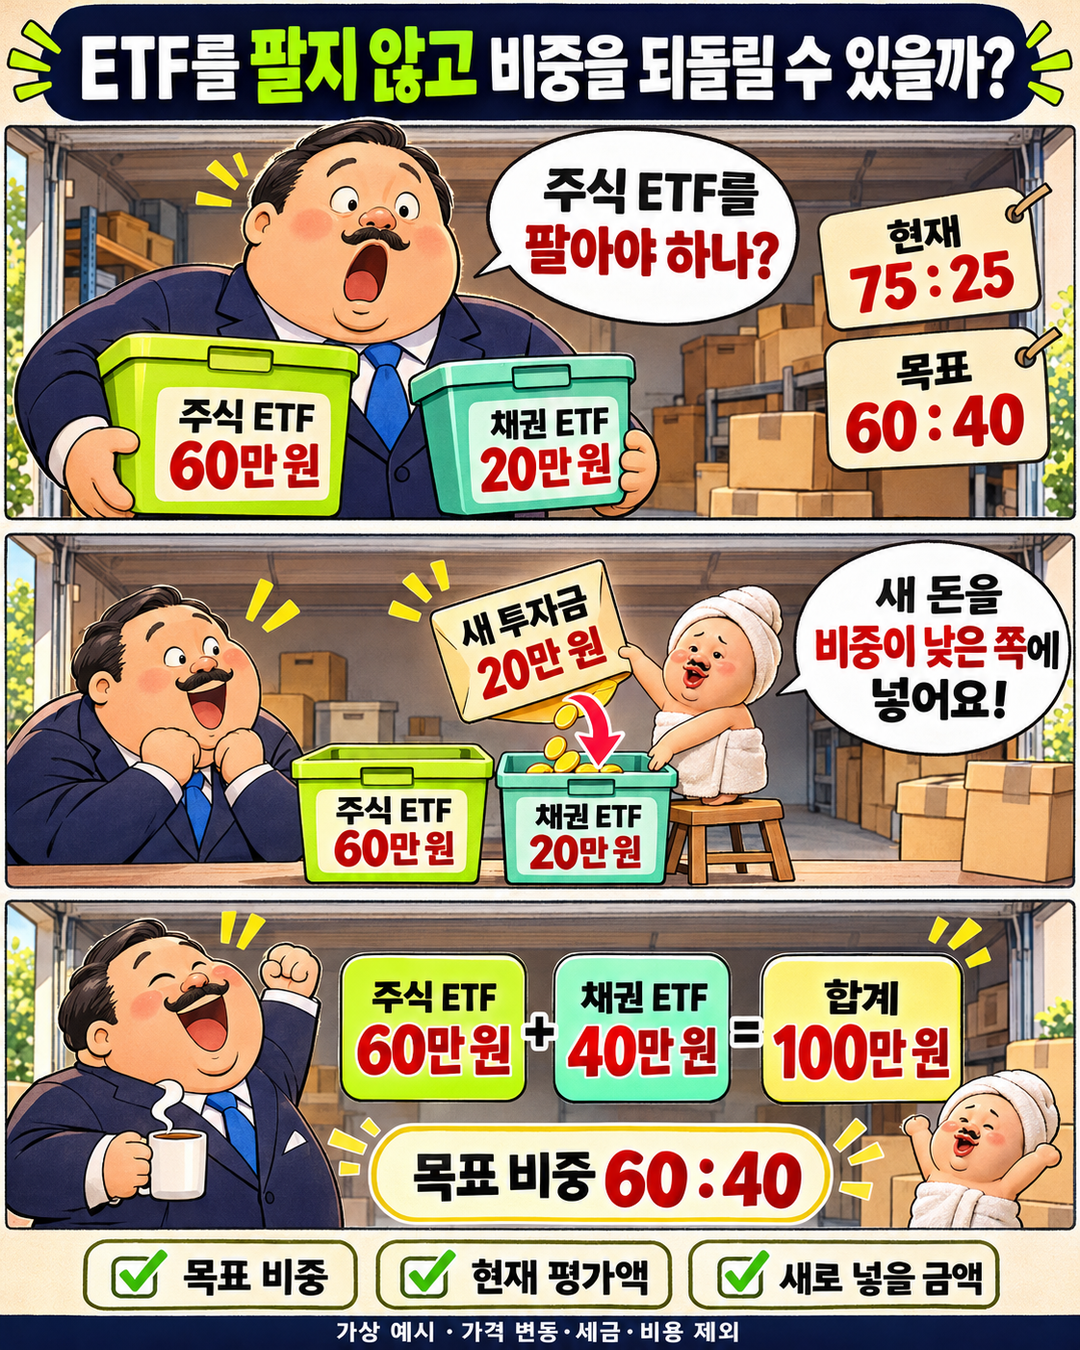 ETF를 팔지 않고 비중을 되돌릴 수 있을까?
주식 ETF를
팔아야 하나?
현재
75:25
목표
60:40
주식 ETF
60만 원
채권 ETF
20만 원
새 투자금
20만 원
새 돈을
비중이 낮은 쪽에
넣어요!
주식 ETF
60만 원
채권 ETF
20만 원
주식 ETF
60만 원
+
채권 ETF
40만 원
=
합계
100만 원
목표 비중 60:40
목표 비중
현재 평가액
새로 넣을 금액
가상 예시 · 가격 변동 · 세금 · 비용 제외